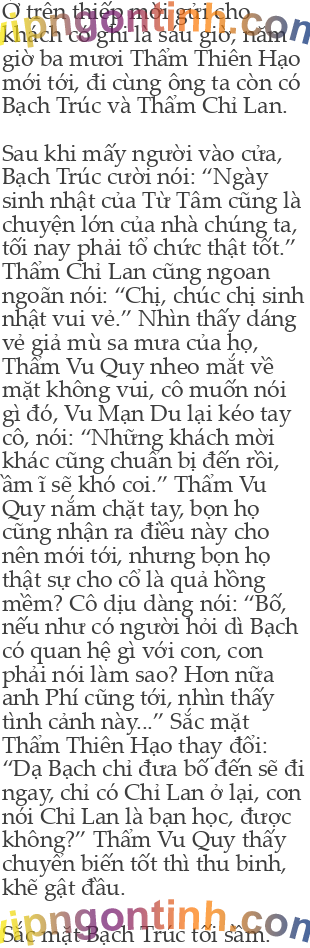 Ở trên thiếp mời gửi cho
khách có ghi là sáu giờ, năm
giờ ba mươi Thẩm Thiên Hạo
mới tới, đi cùng ông ta còn có
Bạch Trúc và Thẩm Chỉ Lan.
Sau khi mấy người vào cửa,
Bạch Trúc cười nói: “Ngày
sinh nhật của Từ Tâm cũng là
chuyện lớn của nhà chúng ta,
tối nay phải tổ chức thật tốt.”
Thẩm Chỉ Lan cũng ngoan
ngoãn nói: “Chị, chúc chị sinh
nhật vui vẻ.” Nhìn thấy dáng
vẻ giả mù sa mưa của họ,
Thẩm Vu Quy nheo mắt về
mặt không vui, cô muốn nói
gì đó, Vu Mạn Du lại kéo tay
cô, nói: “Những khách mời
khác cũng chuẩn bị đến rồi,
ầm ĩ sẽ khó coi.” Thẩm Vu
Quy nắm chặt tay, bọn họ
cũng nhận ra điều này cho
nên mới tới, nhưng bọn họ
thật sự cho cổ là quả hồng
mềm? Cô dịu dàng nói: “Bố,
nếu như có người hỏi dì Bạch
có quan hệ gì với con, con
phải nói làm sao? Hơn nữa
anh Phí cũng tới, nhìn thấy
tình cảnh này...” Sắc mặt
Thẩm Thiên Hạo thay đổi:
“Dạ Bạch chỉ đưa bố đến sẽ đi
ngay, chỉ có Chỉ Lan ở lại, con
nói Chỉ Lan là bạn học, được
không?” Thẩm Vu Quy thấy
chuyển biến tốt thì thu binh,
khẽ gật đầu.
Sắc mặt Bạch Trúc tối sầm.
vipngontinh.com